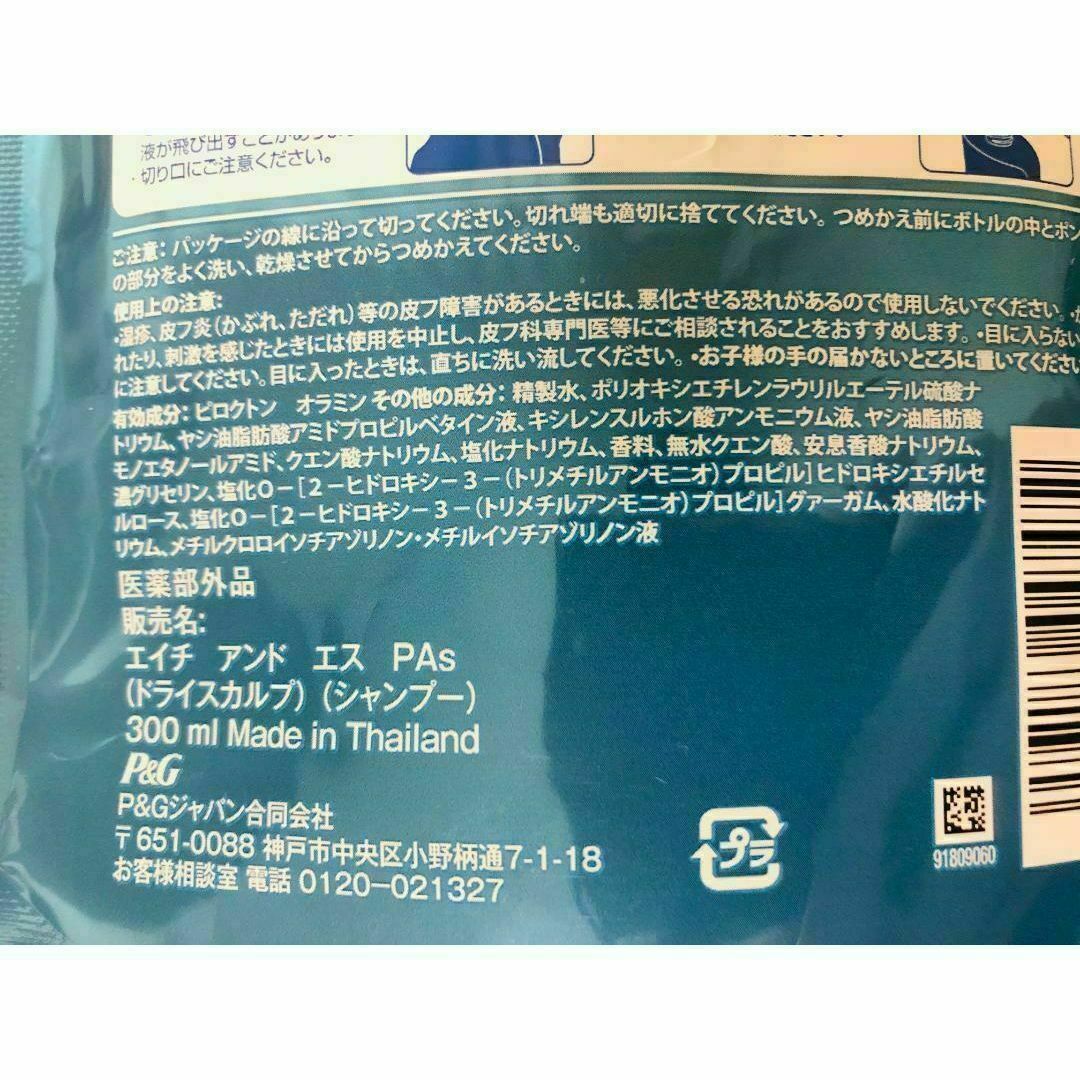 液が飛び出すことがあります
・切り口にご注意ください。
ご注意: パッケージの線に沿って切ってください。切れ端も適切に捨ててください。つめかえ前にボトルの中とポン
の部分をよく洗い、乾燥させてからつめかえてください。
使用上の注意:
・湿疹、皮フ炎(かぶれ、ただれ)等の皮フ障害があるときには、悪化させる恐れがあるので使用しないでください。
れたり、刺激を感じたときには使用を中止し、皮フ科専門医等にご相談されることをおすすめします。・目に入らない
に注意してください。目に入ったときは、直ちに洗い流してください。・お子様の手の届かないところに置いてくださ
有効成分: ピロクトン オラミン その他の成分: 精製水、ポリオキシエチレンラウリルエーテル硫酸ナ
トリウム、ヤシ油脂肪酸アミドプロピルベタイン液、キシレンスルホン酸アンモニウム液、ヤシ油脂肪酸
モノエタノールアミド、クエン酸ナトリウム、塩化ナトリウム、香料、無水クエン酸、安息香酸ナトリウム、
濃グリセリン、塩化O-[2-ヒドロキシ-3-(トリメチルアンモニオ)プロピル]ヒドロキシエチルセ
ルロース、塩化O-[2-ヒドロキシ-3-(トリメチルアンモニオ)プロピル]グァーガム、水酸化ナト
リウム、メチルクロロイソチアゾリノン・メチルイソチアゾリノン液
医薬部外品
販売名:
エイチ アンド エス PAs
(ドライスカルプ)(シャンプー)
300 ml Made in Thailand
P&G
P&Gジャパン合同会社
〒651-0088 神戸市中央区小野柄通7-1-18
お客様相談室 電話 0120-021327
プラ
91809060